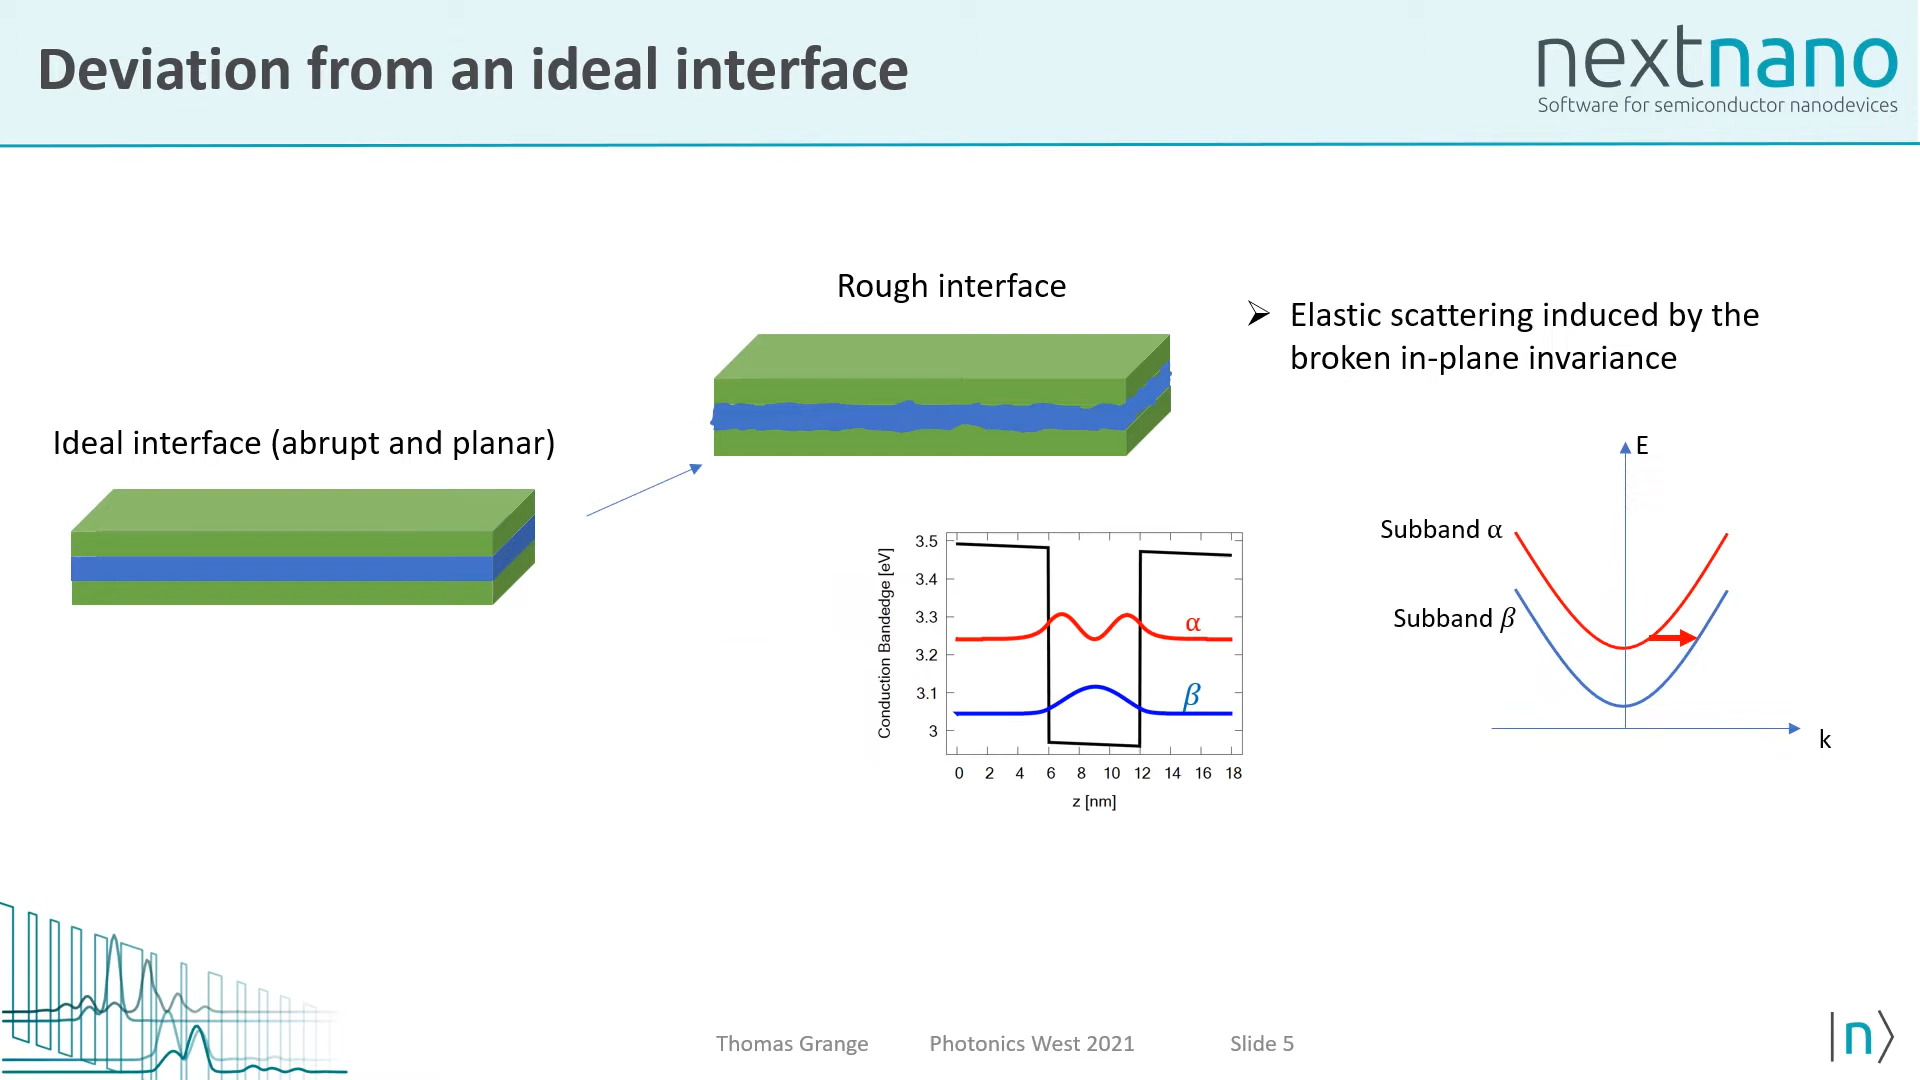 Deviation from an ideal interface
nextnano
Software for semiconductor nanodevices
Ideal interface (abrupt and planar)
Rough interface
➢ Elastic scattering induced by the
broken in-plane invariance
Conduction Bandedge [eV]
3.5
3.4
3.3
3.2
3.1
3
α
β
0 2 4 6 8 10 12 14 16 18
z [nm]
E
Subband α
Subband β
k
Thomas Grange Photonics West 2021 Slide 5
|n⟩